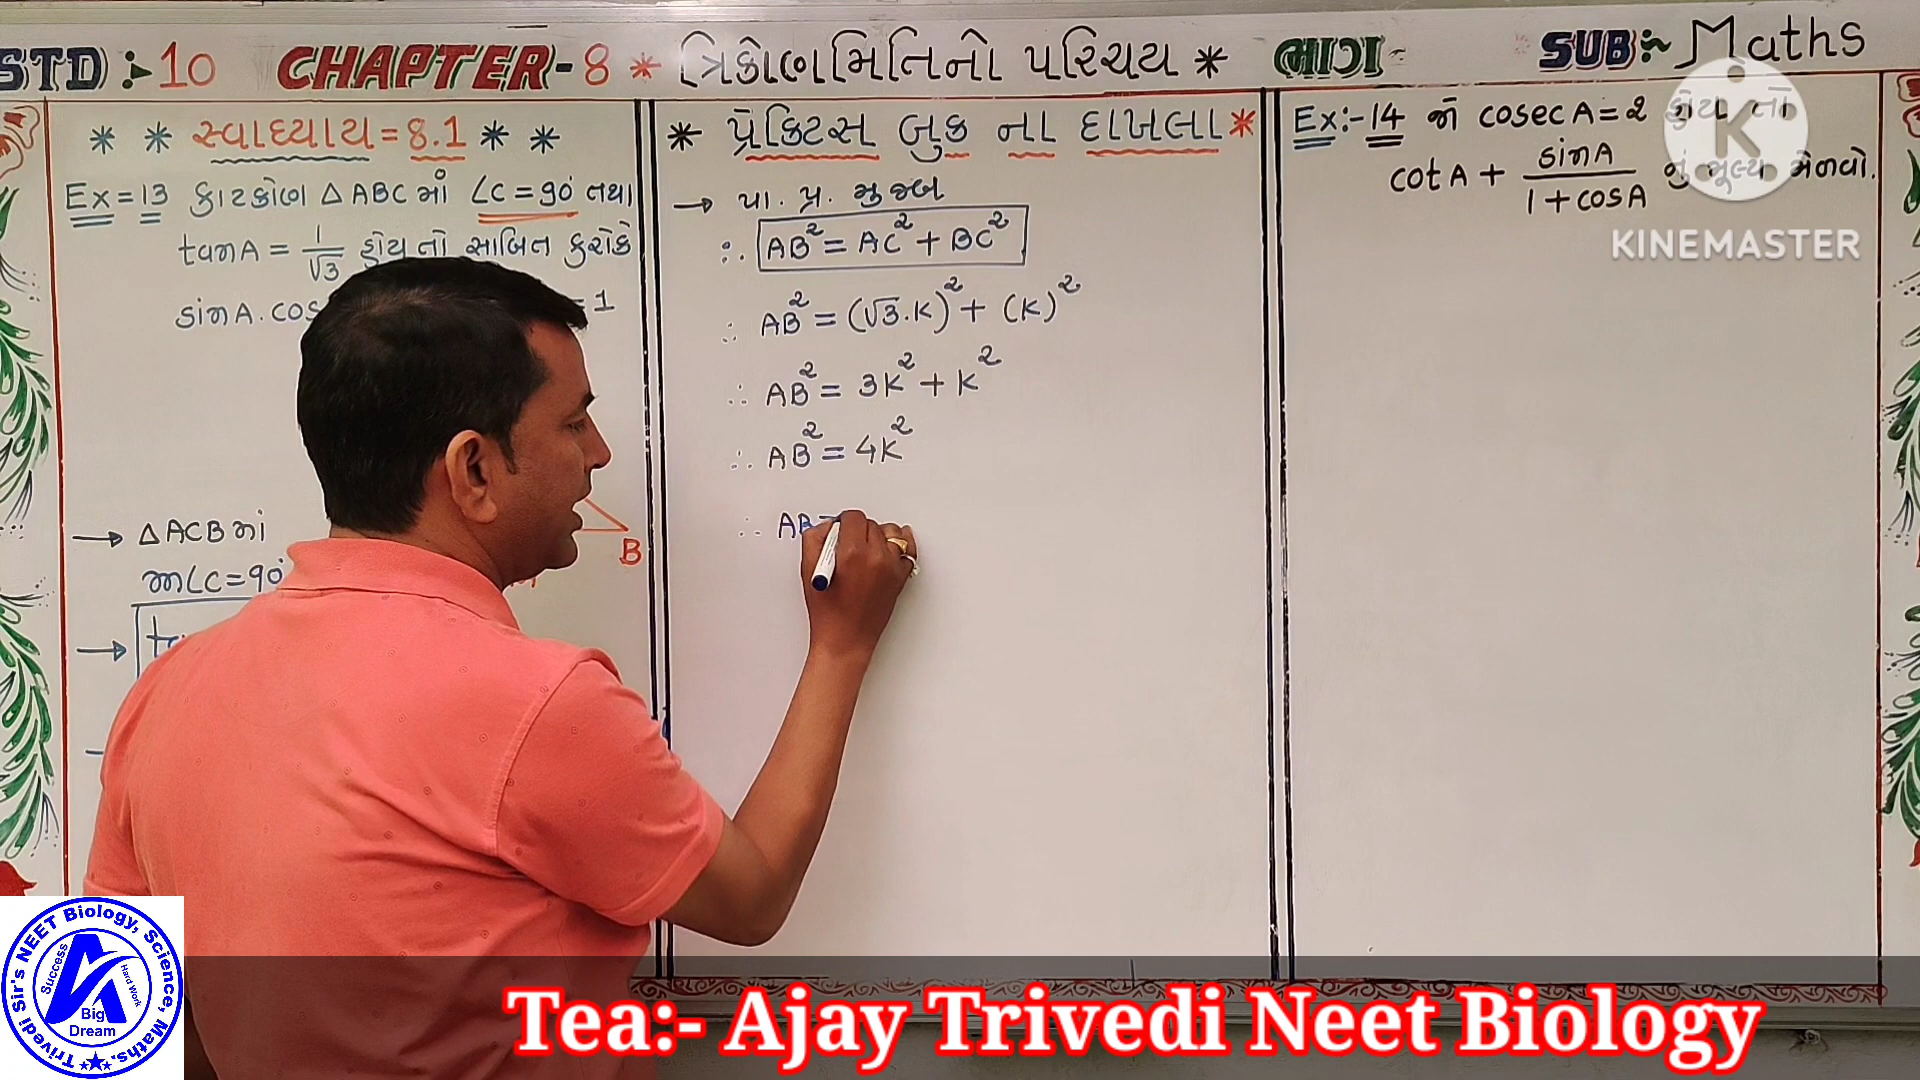 STD :- 10 CHAPTER-8 * ત્રિકોણમિતિનો પરિચય * ભાગ- SUB:~ Maths
* * સ્વાધ્યાય = 8.1 * *
Ex = 13 કાટકોણ △ABC માં ∠C = 90° તથા
tanA = 1/√3 હોય તો સાબિત કરો કે
sinA . cos = 1
B
→ △ACB માં
m∠C = 90°
→
* પ્રેક્ટિસ બુક ના દાખલા *
→ પા. પ્ર. મુજબ
∴ AB² = AC² + BC²
∴ AB² = (√3.K)² + (K)²
∴ AB² = 3K² + K²
∴ AB² = 4K²
∴ AB =
Ex:- 14 જો cosec A = 2 હોય તો
cot A + sinA / 1 + cosA નું મૂલ્ય મેળવો.
KINEMASTER
Trivedi Sir's NEET Biology, Science, Maths.
Success
Hard Work
Big
Dream
Tea:- Ajay Trivedi Neet Biology